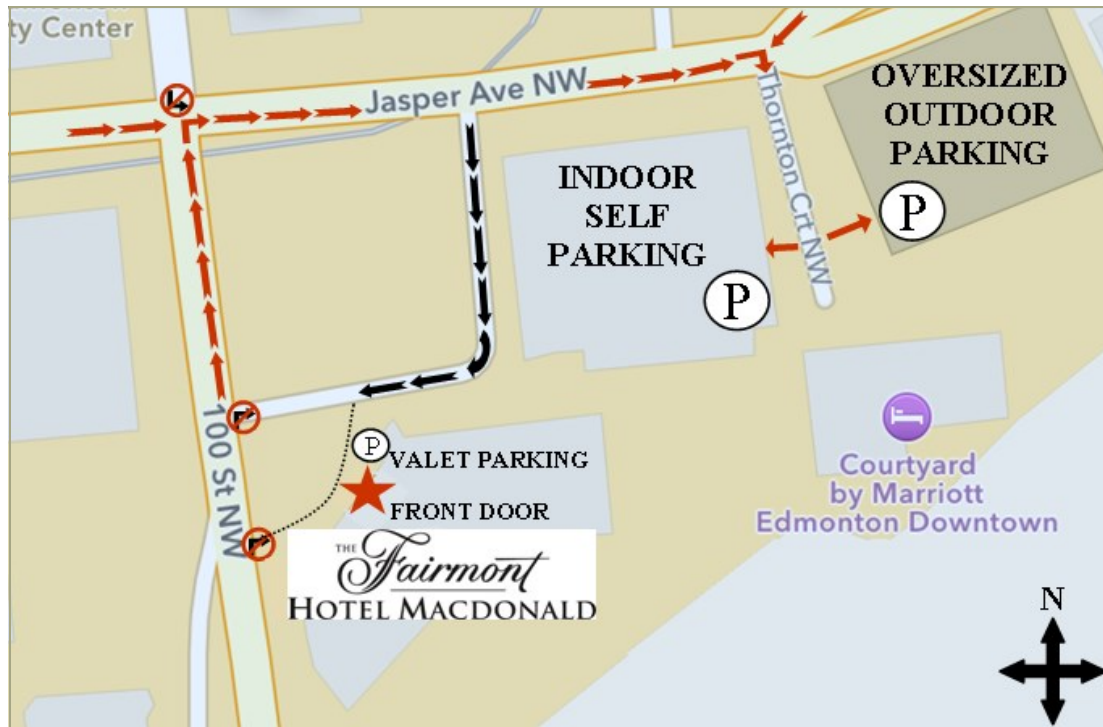 ty Center
Jasper Ave NW
Thornton Crt NW
OVERSIZED
OUTDOOR
PARKING
P
INDOOR
SELF
PARKING
P
100 St NW
P
VALET PARKING
FRONT DOOR
THE
Fairmont
HOTEL MACDONALD
Courtyard
by Marriott
Edmonton Downtown
N